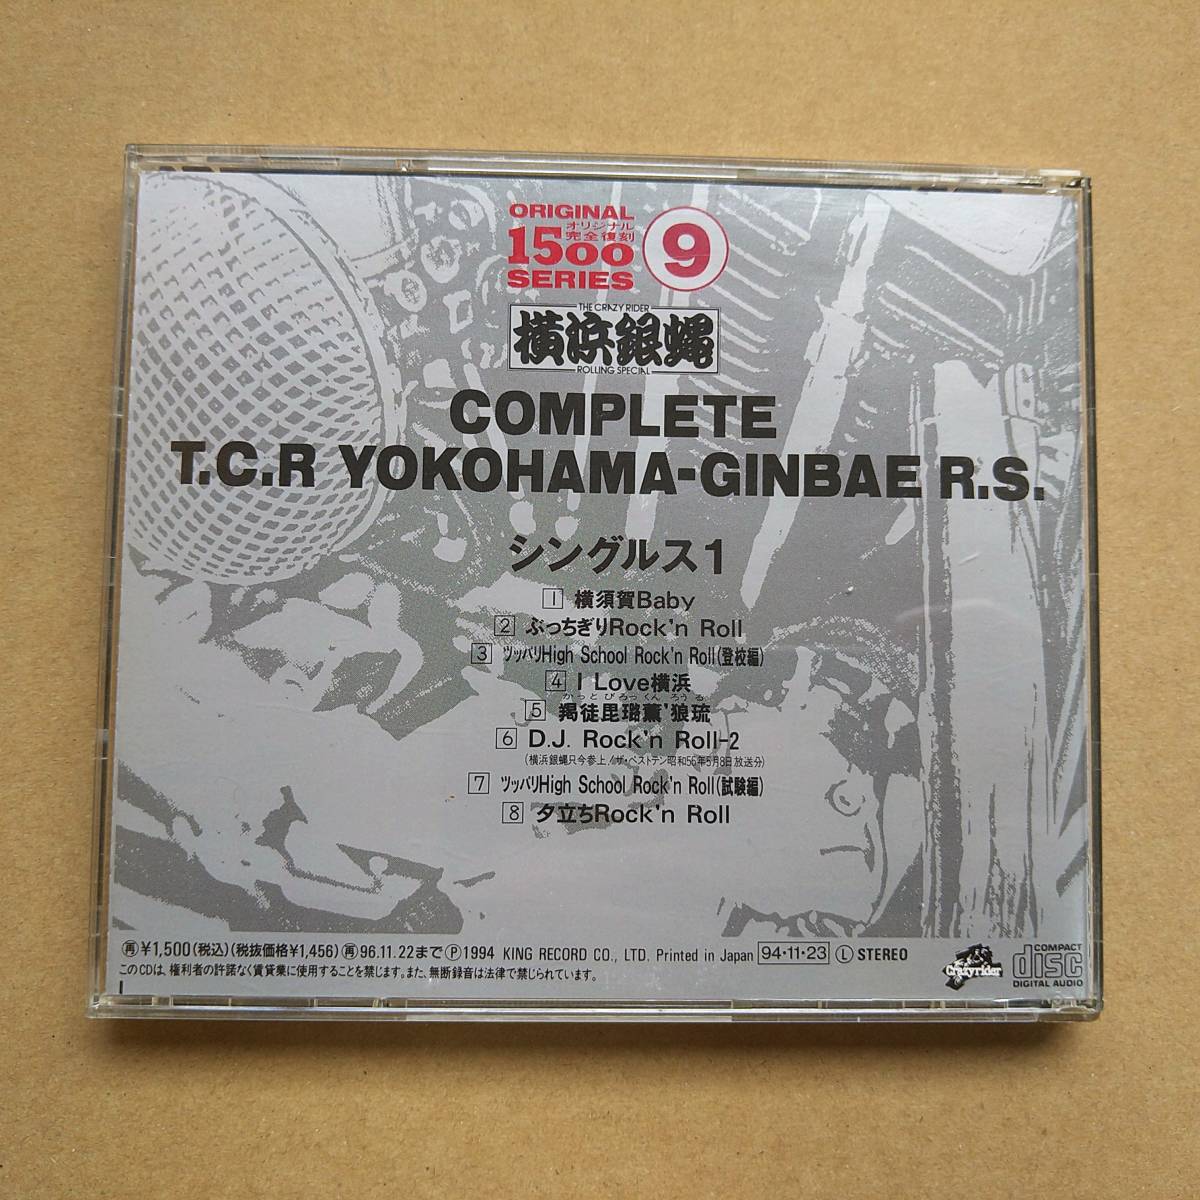 ORIGINAL
オリジナル
完全復刻
1500
SERIES
9
THE CRAZY RIDER
横浜銀蝿
ROLLING SPECIAL
COMPLETE
T.C.R YOKOHAMA-GINBAE R.S.
シングルス1
1 横須賀Baby
2 ぶっちぎりRock'n Roll
3 ツッパリHigh School Rock'n Roll(登校編)
4 I Love横浜
かっとびろっくんろうる
5 羯徒毘璐薫'狼琉
6 D.J. Rock'n Roll-2
(横浜銀蝿只今参上/ザ・ベストテン昭和56年5月8日放送分)
7 ツッパリHigh School Rock'n Roll(試験編)
8 夕立ちRock'n Roll
再¥1,500(税込)(税抜価格¥1,456)再96.11.22まで Ⓟ1994 KING RECORD CO., LTD. Printed in Japan 94・11・23 Ⓛ STEREO
このCDは、権利者の許諾なく賃貸業に使用することを禁じます。また、無断録音は法律で禁じられています。
Crazyrider
COMPACT
disc
DIGITAL AUDIO